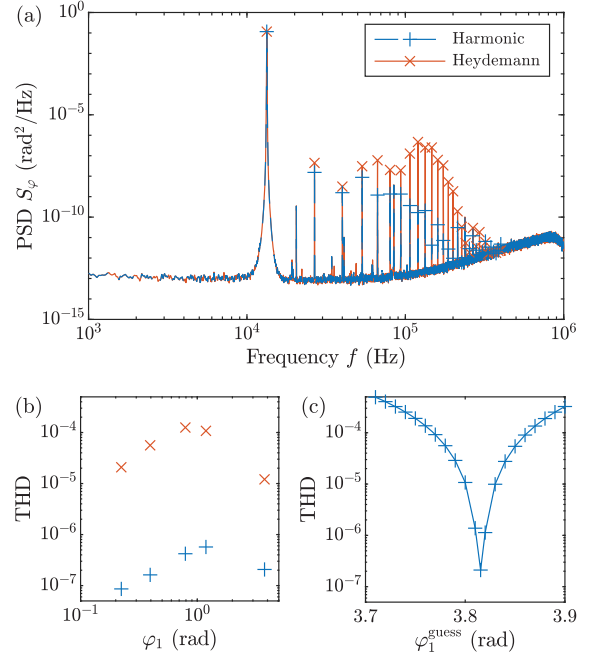 (a)
10^0
10^-5
10^-10
10^-15
PSD S_φ (rad^2/Hz)
Harmonic
Heydemann
10^3 10^4 10^5 10^6
Frequency f (Hz)
(b)
10^-4
10^-5
10^-6
10^-7
THD
10^-1 10^0
φ_1 (rad)
(c)
10^-4
10^-5
10^-6
10^-7
THD
3.7 3.8 3.9
φ_1^guess (rad)